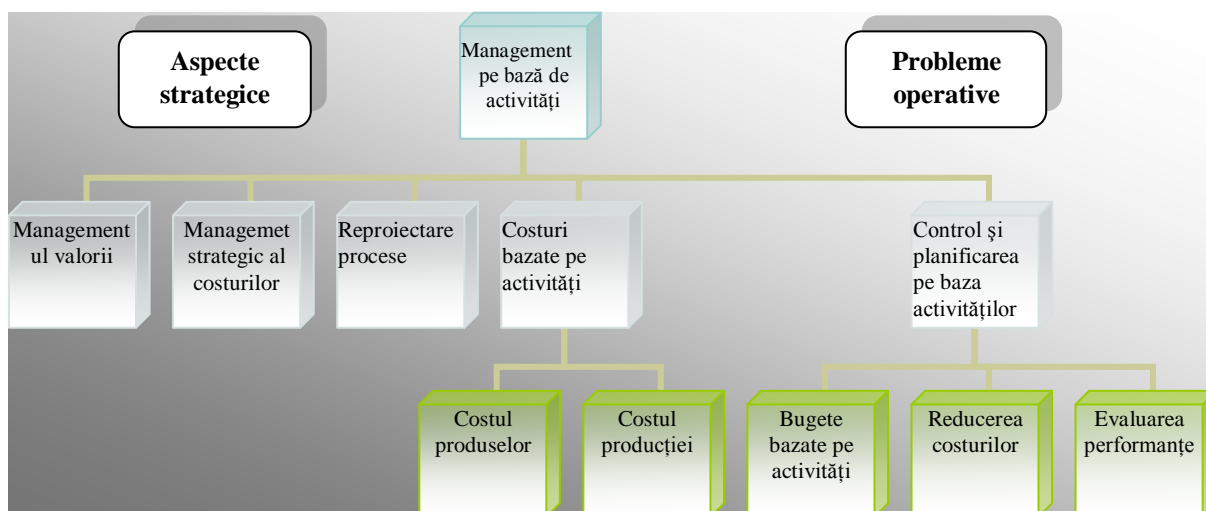 Aspecte
strategice
Management
pe bază de
activități
Probleme
operative
Management
ul valorii
Managemet
strategic al
costurilor
Reproiectare
procese
Costuri
bazate pe
activități
Control şi
planificarea
pe baza
activităților
Costul
produselor
Costul
producției
Bugete
bazate pe
activități
Reducerea
costurilor
Evaluarea
performanțe